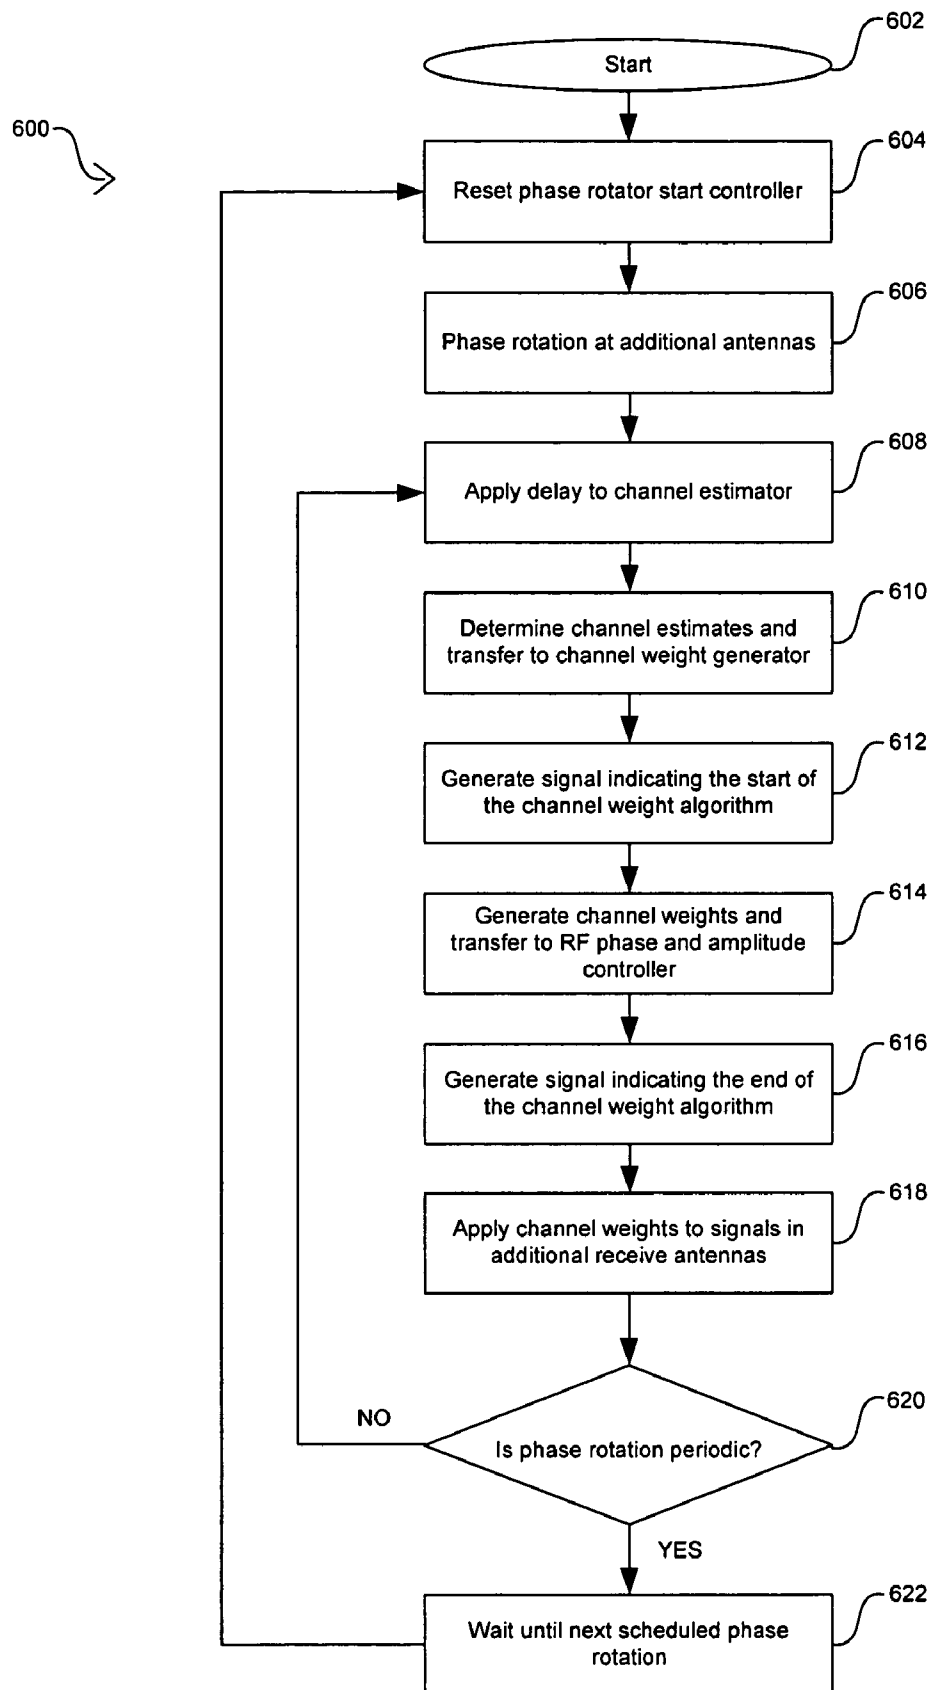 602
Start
600
604
Reset phase rotator start controller
606
Phase rotation at additional antennas
608
Apply delay to channel estimator
610
Determine channel estimates and
transfer to channel weight generator
612
Generate signal indicating the start of
the channel weight algorithm
614
Generate channel weights and
transfer to RF phase and amplitude
controller
616
Generate signal indicating the end of
the channel weight algorithm
618
Apply channel weights to signals in
additional receive antennas
620
NO
Is phase rotation periodic?
YES
622
Wait until next scheduled phase
rotation